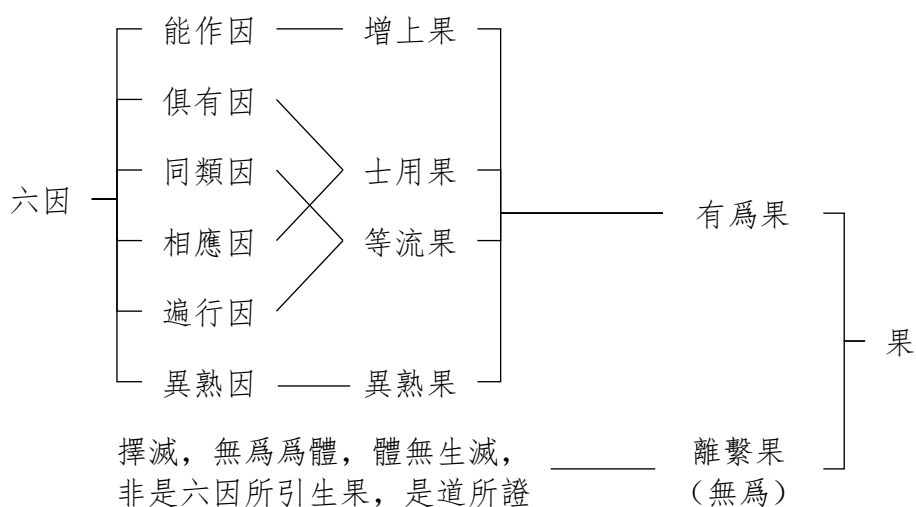 能作因 增上果
俱有因
同類因 士用果
六因 有爲果
相應因 等流果
遍行因
果
異熟因 異熟果
擇滅，無爲爲體，體無生滅，
非是六因所引生果，是道所證
離繫果
（無爲）